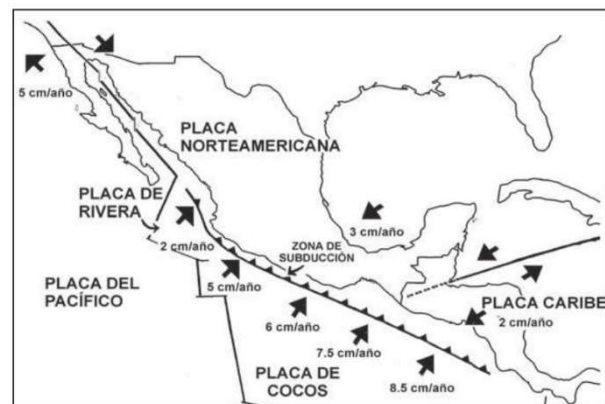 5 cm/año
PLACA
NORTEAMERICANA
PLACA DE
RIVERA
3 cm/año
2 cm/año
ZONA DE
SUBDUCCIÓN
5 cm/año
PLACA DEL
PACÍFICO
PLACA CARIBE
6 cm/año
2 cm/año
7.5 cm/año
PLACA DE
COCOS
8.5 cm/año